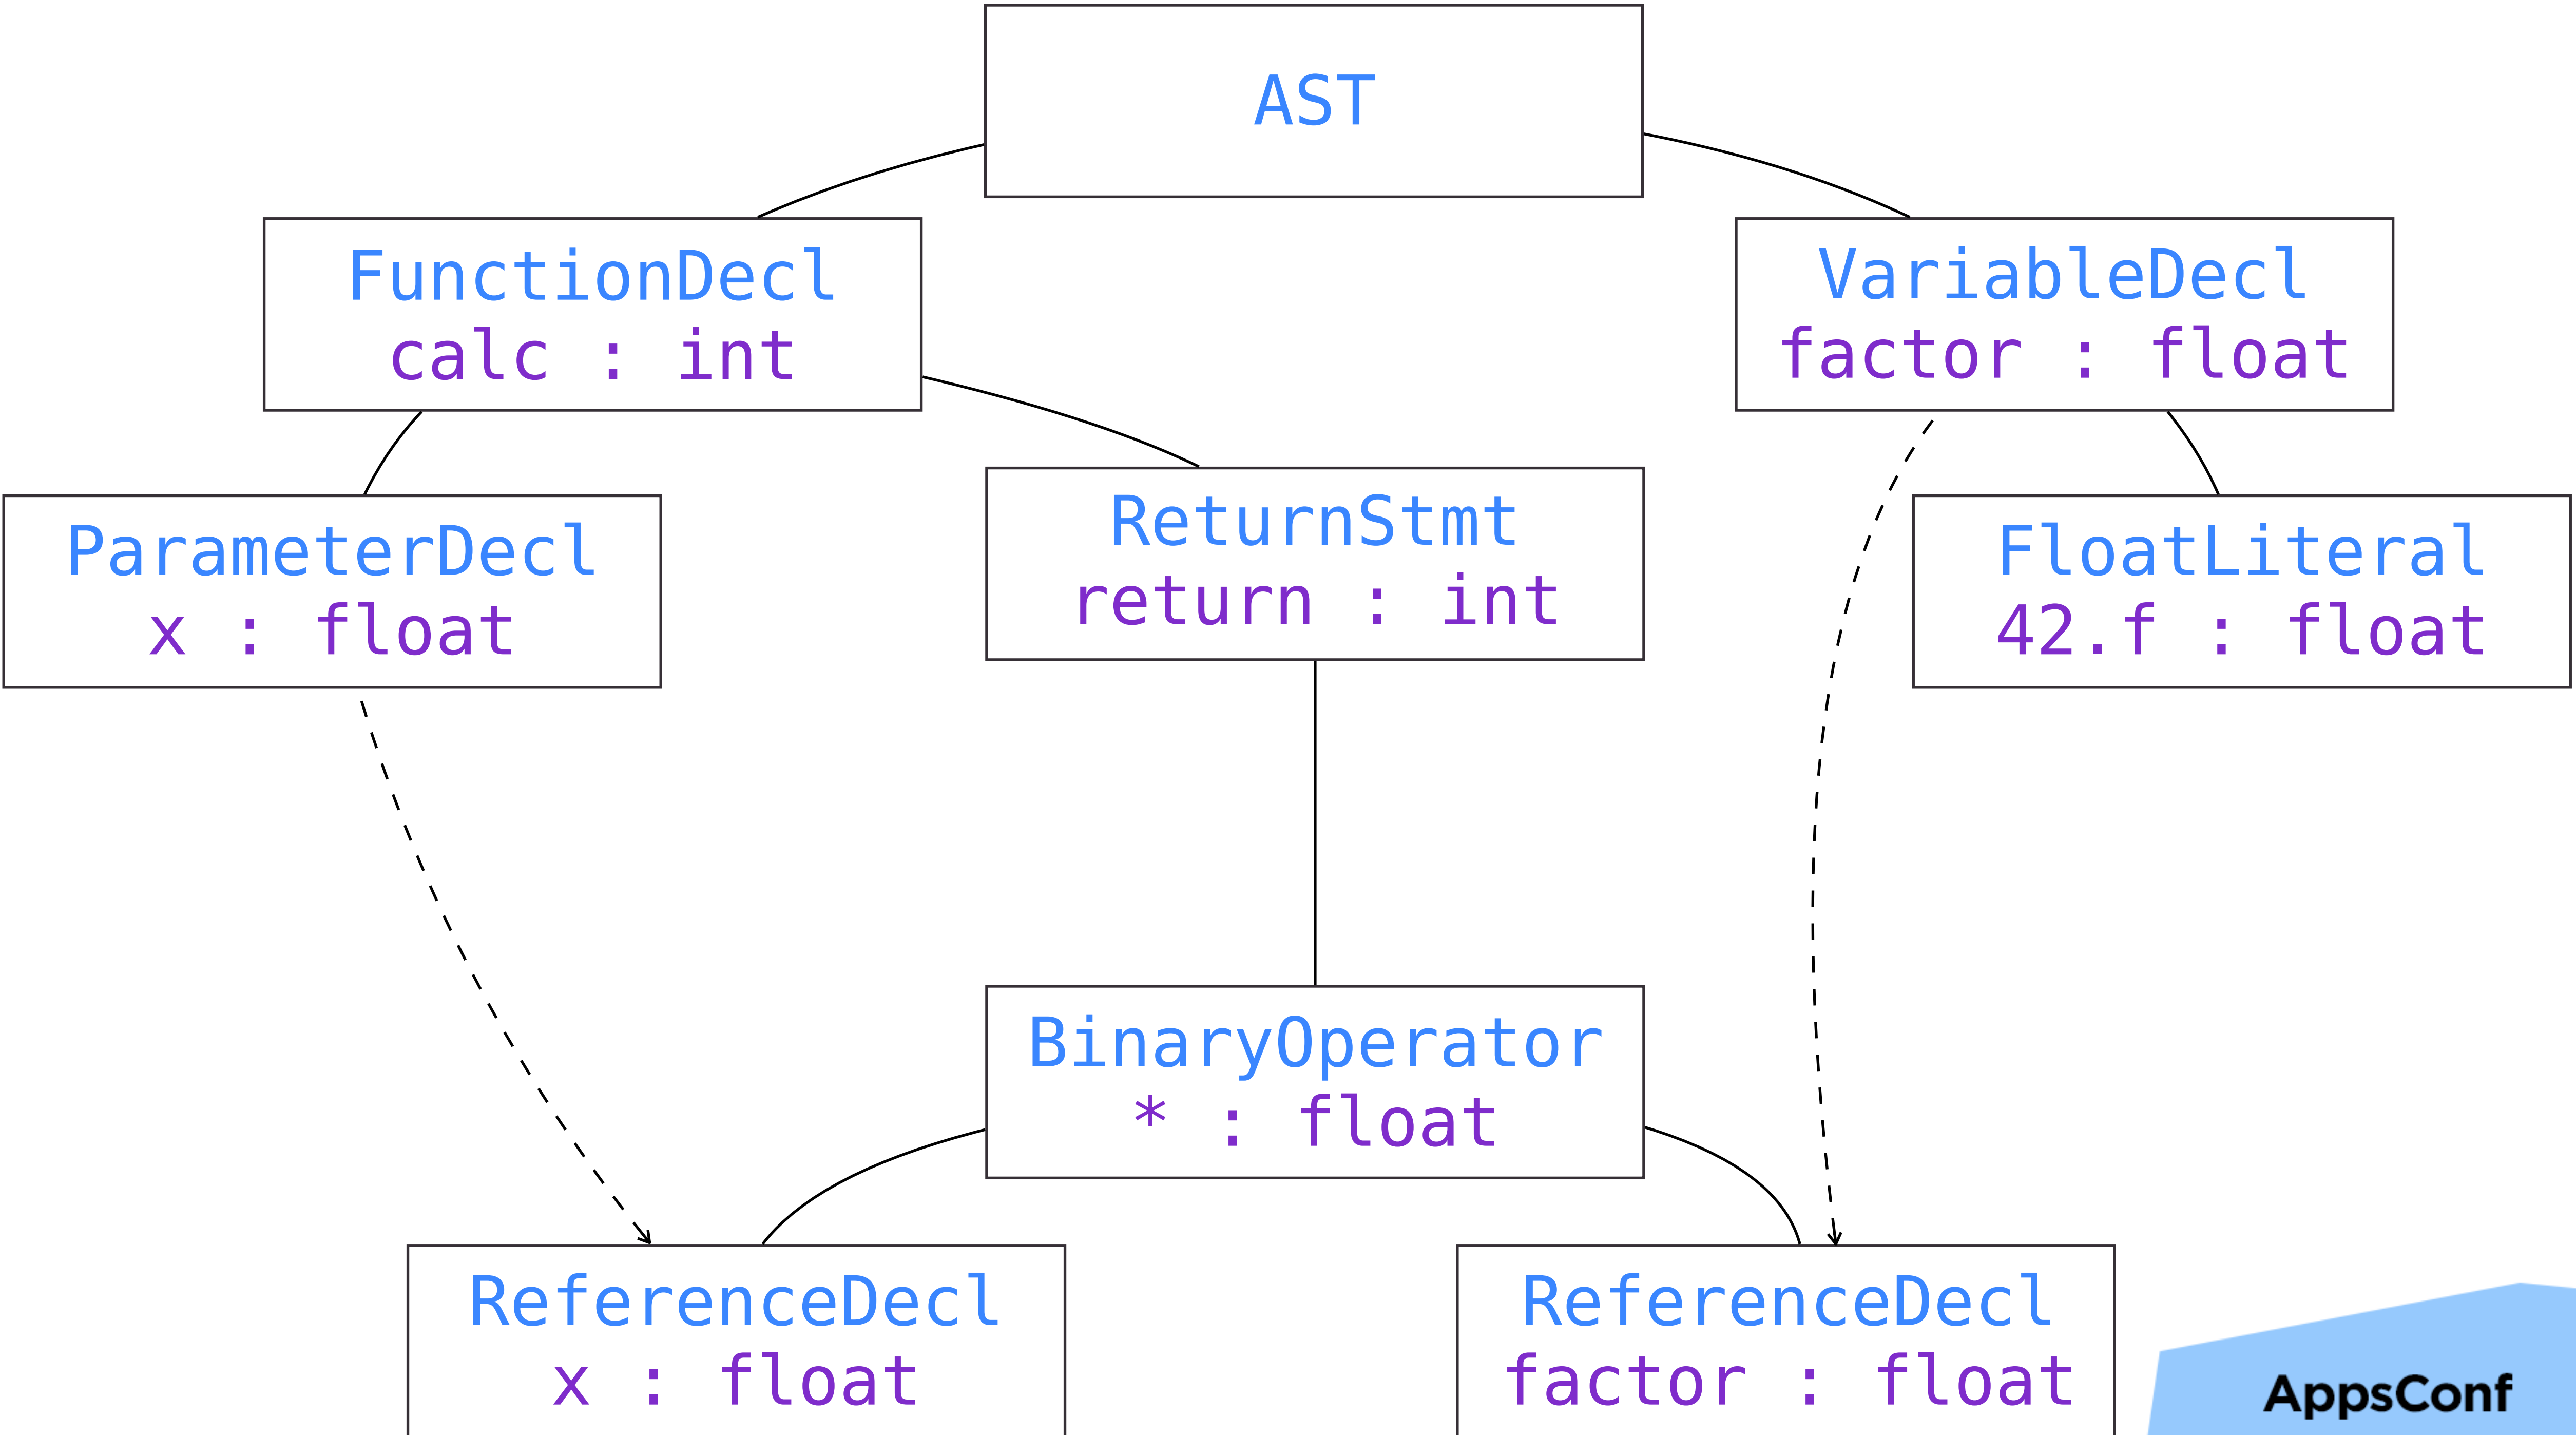 AST
FunctionDecl
calc : int
VariableDecl
factor : float
ParameterDecl
x : float
ReturnStmt
return : int
FloatLiteral
42.f : float
BinaryOperator
* : float
ReferenceDecl
x : float
ReferenceDecl
factor : float
AppsConf